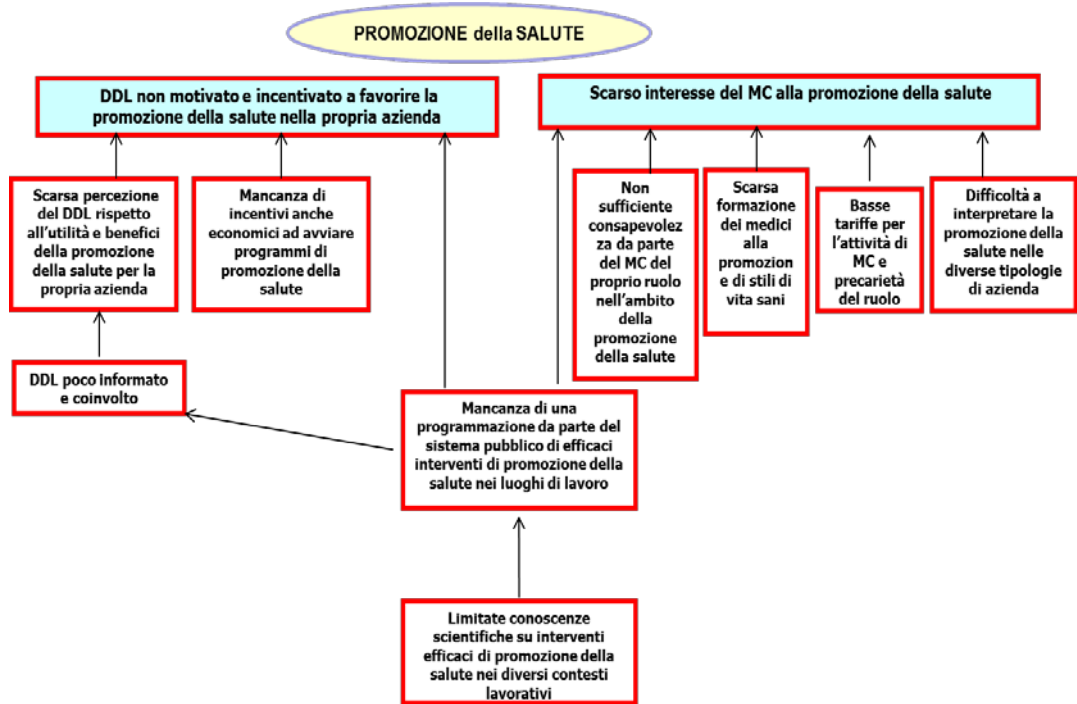 PROMOZIONE della SALUTE
DDL non motivato e incentivato a favorire la
promozione della salute nella propria azienda
Scarso interesse del MC alla promozione della salute
Scarsa percezione
del DDL rispetto
all'utilità e benefici
della promozione
della salute per la
propria azienda
Mancanza di
incentivi anche
economici ad avviare
programmi di
promozione della
salute
Non
sufficiente
consapevolez
za da parte
del MC del
proprio ruolo
nell'ambito
della
promozione
della salute
Scarsa
formazione
dei medici
alla
promozion
e di stili di
vita sani
Basse
tariffe per
l'attività di
MC e
precarietà
del ruolo
Difficoltà a
interpretare la
promozione della
salute nelle
diverse tipologie
di azienda
DDL poco informato
e coinvolto
Mancanza di una
programmazione da parte del
sistema pubblico di efficaci
interventi di promozione della
salute nei luoghi di lavoro
Limitate conoscenze
scientifiche su interventi
efficaci di promozione della
salute nei diversi contesti
lavorativi